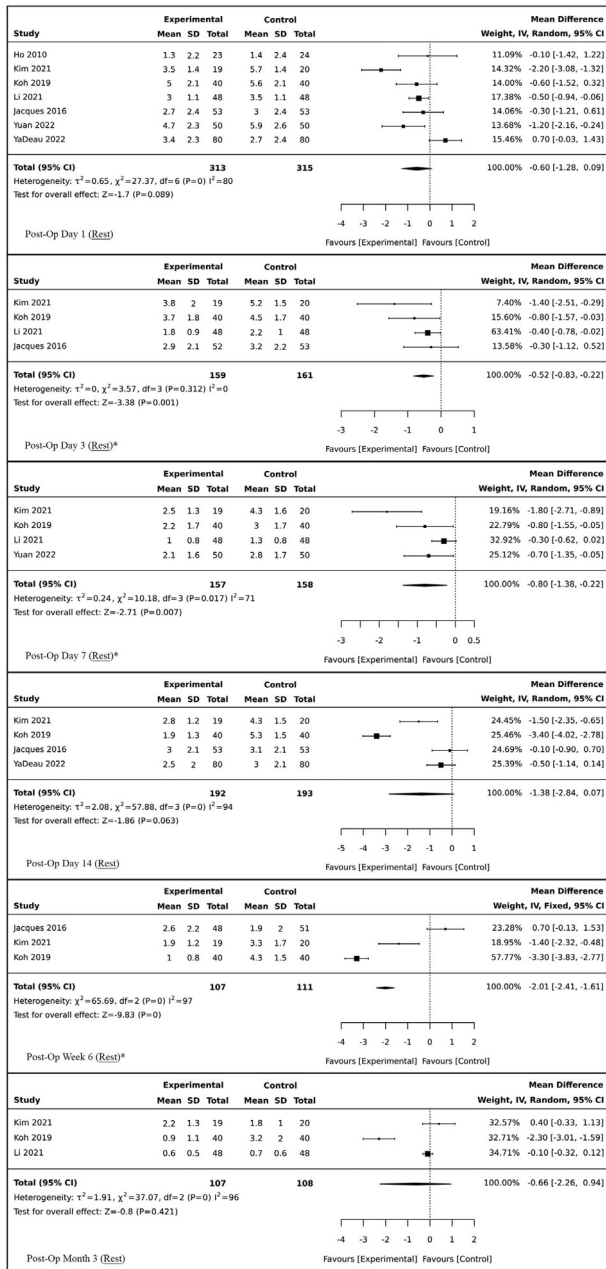 Experimental Control Mean Difference
Study Mean SD Total Mean SD Total Weight, IV, Random, 95% CI
Ho 2010 1.3 2.2 23 1.4 2.4 24 11.09% -0.10 [-1.42, 1.22]
Kim 2021 3.5 1.4 19 5.7 1.4 20 14.32% -2.20 [-3.08, -1.32]
Koh 2019 5 2.1 40 5.6 2.1 40 14.00% -0.60 [-1.52, 0.32]
Li 2021 3 1.1 48 3.5 1.1 48 17.38% -0.50 [-0.94, -0.06]
Jacques 2016 2.7 2.4 53 3 2.4 53 14.06% -0.30 [-1.21, 0.61]
Yuan 2022 4.7 2.3 50 5.9 2.6 50 13.68% -1.20 [-2.16, -0.24]
YaDeau 2022 3.4 2.3 80 2.7 2.4 80 15.46% 0.70 [-0.03, 1.43]
Total (95% CI) 313 315 100.00% -0.60 [-1.28, 0.09]
Heterogeneity: τ²=0.65, χ²=27.37, df=6 (P=0) I²=80
Test for overall effect: Z=-1.7 (P=0.089)
-4 -3 -2 -1 0 1 2
Favours [Experimental] Favours [Control]
Post-Op Day 1 (Rest)
Experimental Control Mean Difference
Study Mean SD Total Mean SD Total Weight, IV, Random, 95% CI
Kim 2021 3.8 2 19 5.2 1.5 20 7.40% -1.40 [-2.51, -0.29]
Koh 2019 3.7 1.8 40 4.5 1.7 40 15.60% -0.80 [-1.57, -0.03]
Li 2021 1.8 0.9 48 2.2 1 48 63.41% -0.40 [-0.78, -0.02]
Jacques 2016 2.9 2.1 52 3.2 2.2 53 13.58% -0.30 [-1.12, 0.52]
Total (95% CI) 159 161 100.00% -0.52 [-0.83, -0.22]
Heterogeneity: τ²=0, χ²=3.57, df=3 (P=0.312) I²=0
Test for overall effect: Z=-3.38 (P=0.001)
-3 -2 -1 0 1
Favours [Experimental] Favours [Control]
Post-Op Day 3 (Rest)*
Experimental Control Mean Difference
Study Mean SD Total Mean SD Total Weight, IV, Random, 95% CI
Kim 2021 2.5 1.3 19 4.3 1.6 20 19.16% -1.80 [-2.71, -0.89]
Koh 2019 2.2 1.7 40 3 1.7 40 22.79% -0.80 [-1.55, -0.05]
Li 2021 1 0.8 48 1.3 0.8 48 32.92% -0.30 [-0.62, 0.02]
Yuan 2022 2.1 1.6 50 2.8 1.7 50 25.12% -0.70 [-1.35, -0.05]
Total (95% CI) 157 158 100.00% -0.80 [-1.38, -0.22]
Heterogeneity: τ²=0.24, χ²=10.18, df=3 (P=0.017) I²=71
Test for overall effect: Z=-2.71 (P=0.007)
-3 -2 -1 0 0.5
Favours [Experimental] Favours [Control]
Post-Op Day 7 (Rest)*
Experimental Control Mean Difference
Study Mean SD Total Mean SD Total Weight, IV, Random, 95% CI
Kim 2021 2.8 1.2 19 4.3 1.5 20 24.45% -1.50 [-2.35, -0.65]
Koh 2019 1.9 1.3 40 5.3 1.5 40 25.46% -3.40 [-4.02, -2.78]
Jacques 2016 3 2.1 53 3.1 2.1 53 24.69% -0.10 [-0.90, 0.70]
YaDeau 2022 2.5 2 80 3 2.1 80 25.39% -0.50 [-1.14, 0.14]
Total (95% CI) 192 193 100.00% -1.38 [-2.84, 0.07]
Heterogeneity: τ²=2.08, χ²=57.88, df=3 (P=0) I²=94
Test for overall effect: Z=-1.86 (P=0.063)
-5 -4 -3 -2 -1 0 1
Favours [Experimental] Favours [Control]
Post-Op Day 14 (Rest)
Experimental Control Mean Difference
Study Mean SD Total Mean SD Total Weight, IV, Fixed, 95% CI
Jacques 2016 2.6 2.2 48 1.9 2 51 23.28% 0.70 [-0.13, 1.53]
Kim 2021 1.9 1.2 19 3.3 1.7 20 18.95% -1.40 [-2.32, -0.48]
Koh 2019 1 0.8 40 4.3 1.5 40 57.77% -3.30 [-3.83, -2.77]
Total (95% CI) 107 111 100.00% -2.01 [-2.41, -1.61]
Heterogeneity: χ²=65.69, df=2 (P=0) I²=97
Test for overall effect: Z=-9.83 (P=0)
-4 -3 -2 -1 0 1 2
Favours [Experimental] Favours [Control]
Post-Op Week 6 (Rest)*
Experimental Control Mean Difference
Study Mean SD Total Mean SD Total Weight, IV, Random, 95% CI
Kim 2021 2.2 1.3 19 1.8 1 20 32.57% 0.40 [-0.33, 1.13]
Koh 2019 0.9 1.1 40 3.2 2 40 32.71% -2.30 [-3.01, -1.59]
Li 2021 0.6 0.5 48 0.7 0.6 48 34.71% -0.10 [-0.32, 0.12]
Total (95% CI) 107 108 100.00% -0.66 [-2.26, 0.94]
Heterogeneity: τ²=1.91, χ²=37.07, df=2 (P=0) I²=96
Test for overall effect: Z=-0.8 (P=0.421)
-4 -3 -2 -1 0 1 2
Favours [Experimental] Favours [Control]
Post-Op Month 3 (Rest)